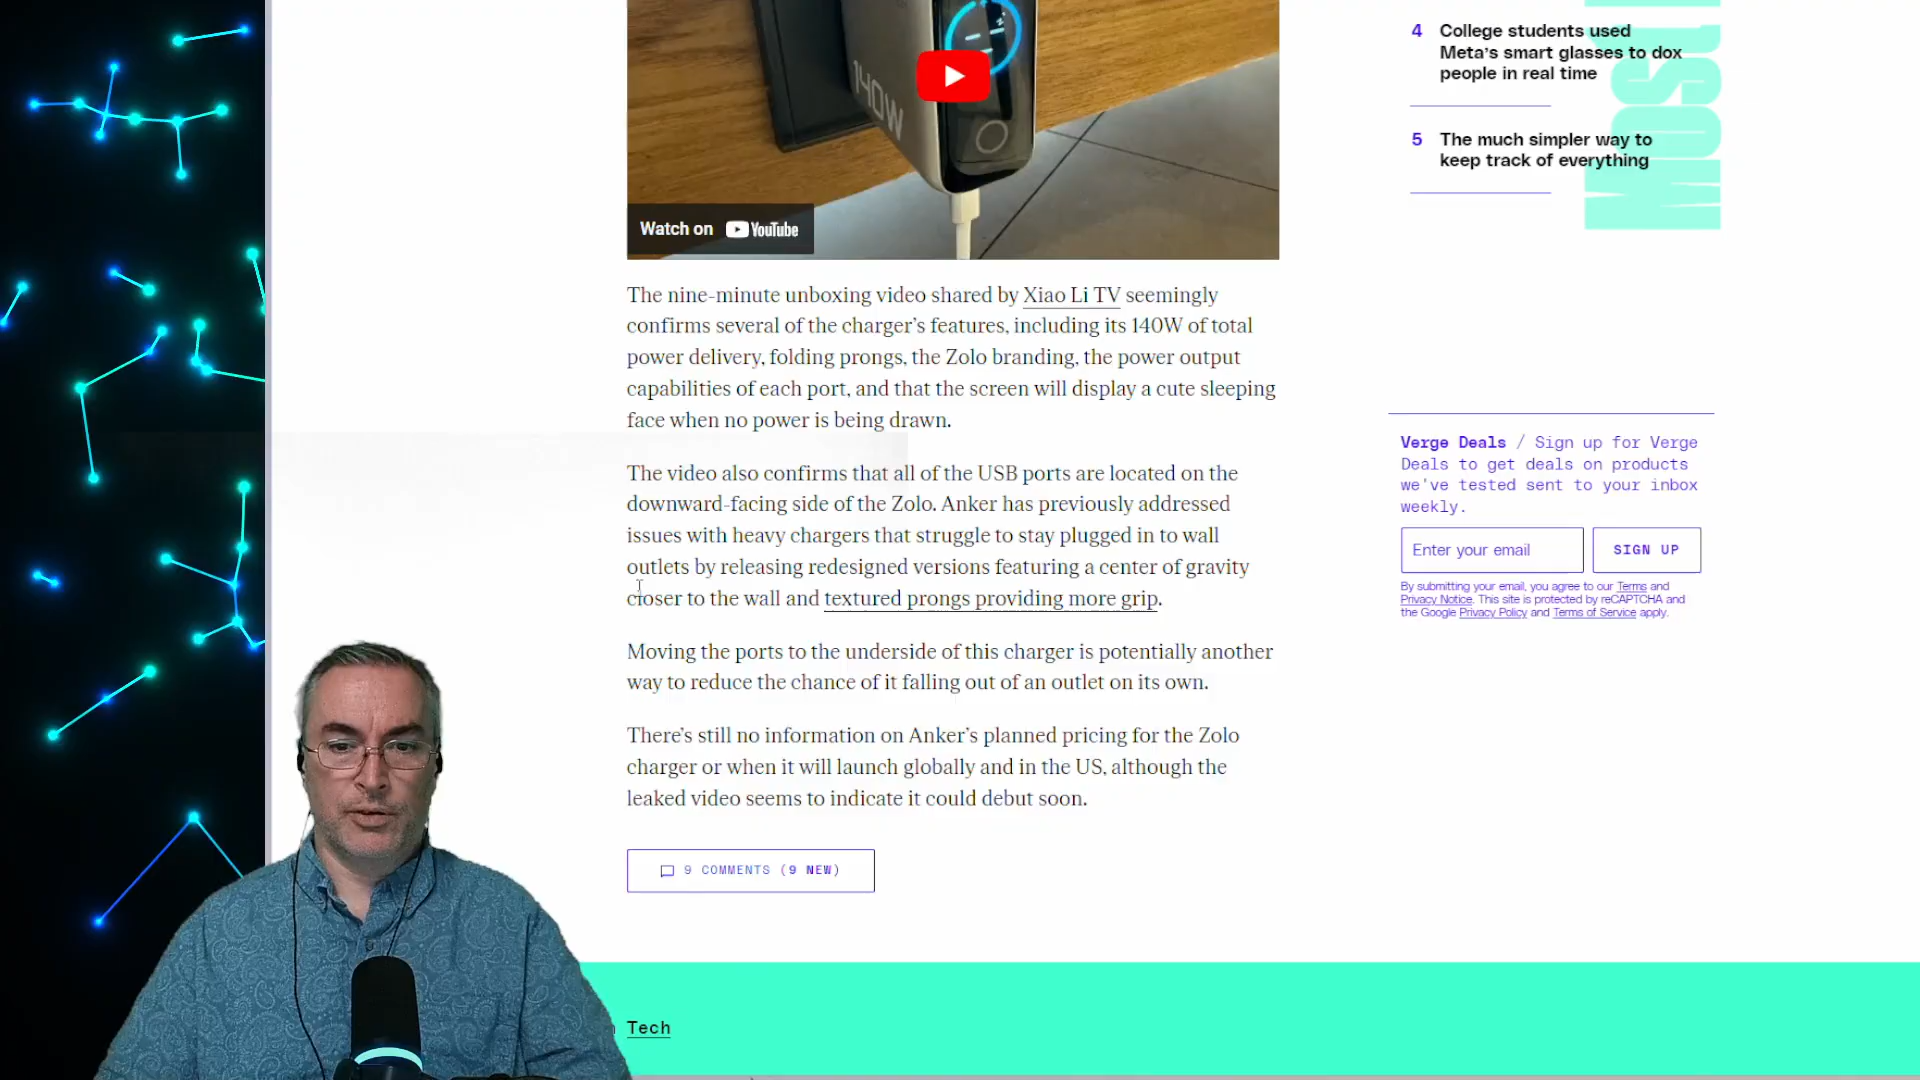 140W
Watch on YouTube
The nine-minute unboxing video shared by Xiao Li TV seemingly
confirms several of the charger’s features, including its 140W of total
power delivery, folding prongs, the Zolo branding, the power output
capabilities of each port, and that the screen will display a cute sleeping
face when no power is being drawn.
The video also confirms that all of the USB ports are located on the
downward-facing side of the Zolo. Anker has previously addressed
issues with heavy chargers that struggle to stay plugged in to wall
outlets by releasing redesigned versions featuring a center of gravity
closer to the wall and textured prongs providing more grip.
Moving the ports to the underside of this charger is potentially another
way to reduce the chance of it falling out of an outlet on its own.
There’s still no information on Anker’s planned pricing for the Zolo
charger or when it will launch globally and in the US, although the
leaked video seems to indicate it could debut soon.
9 COMMENTS (9 NEW)
Tech
4 College students used
Meta’s smart glasses to dox
people in real time
5 The much simpler way to
keep track of everything
Most
Verge Deals / Sign up for Verge
Deals to get deals on products
we've tested sent to your inbox
weekly.
Enter your email
SIGN UP
By submitting your email, you agree to our Terms and
Privacy Notice. This site is protected by reCAPTCHA and
the Google Privacy Policy and Terms of Service apply.